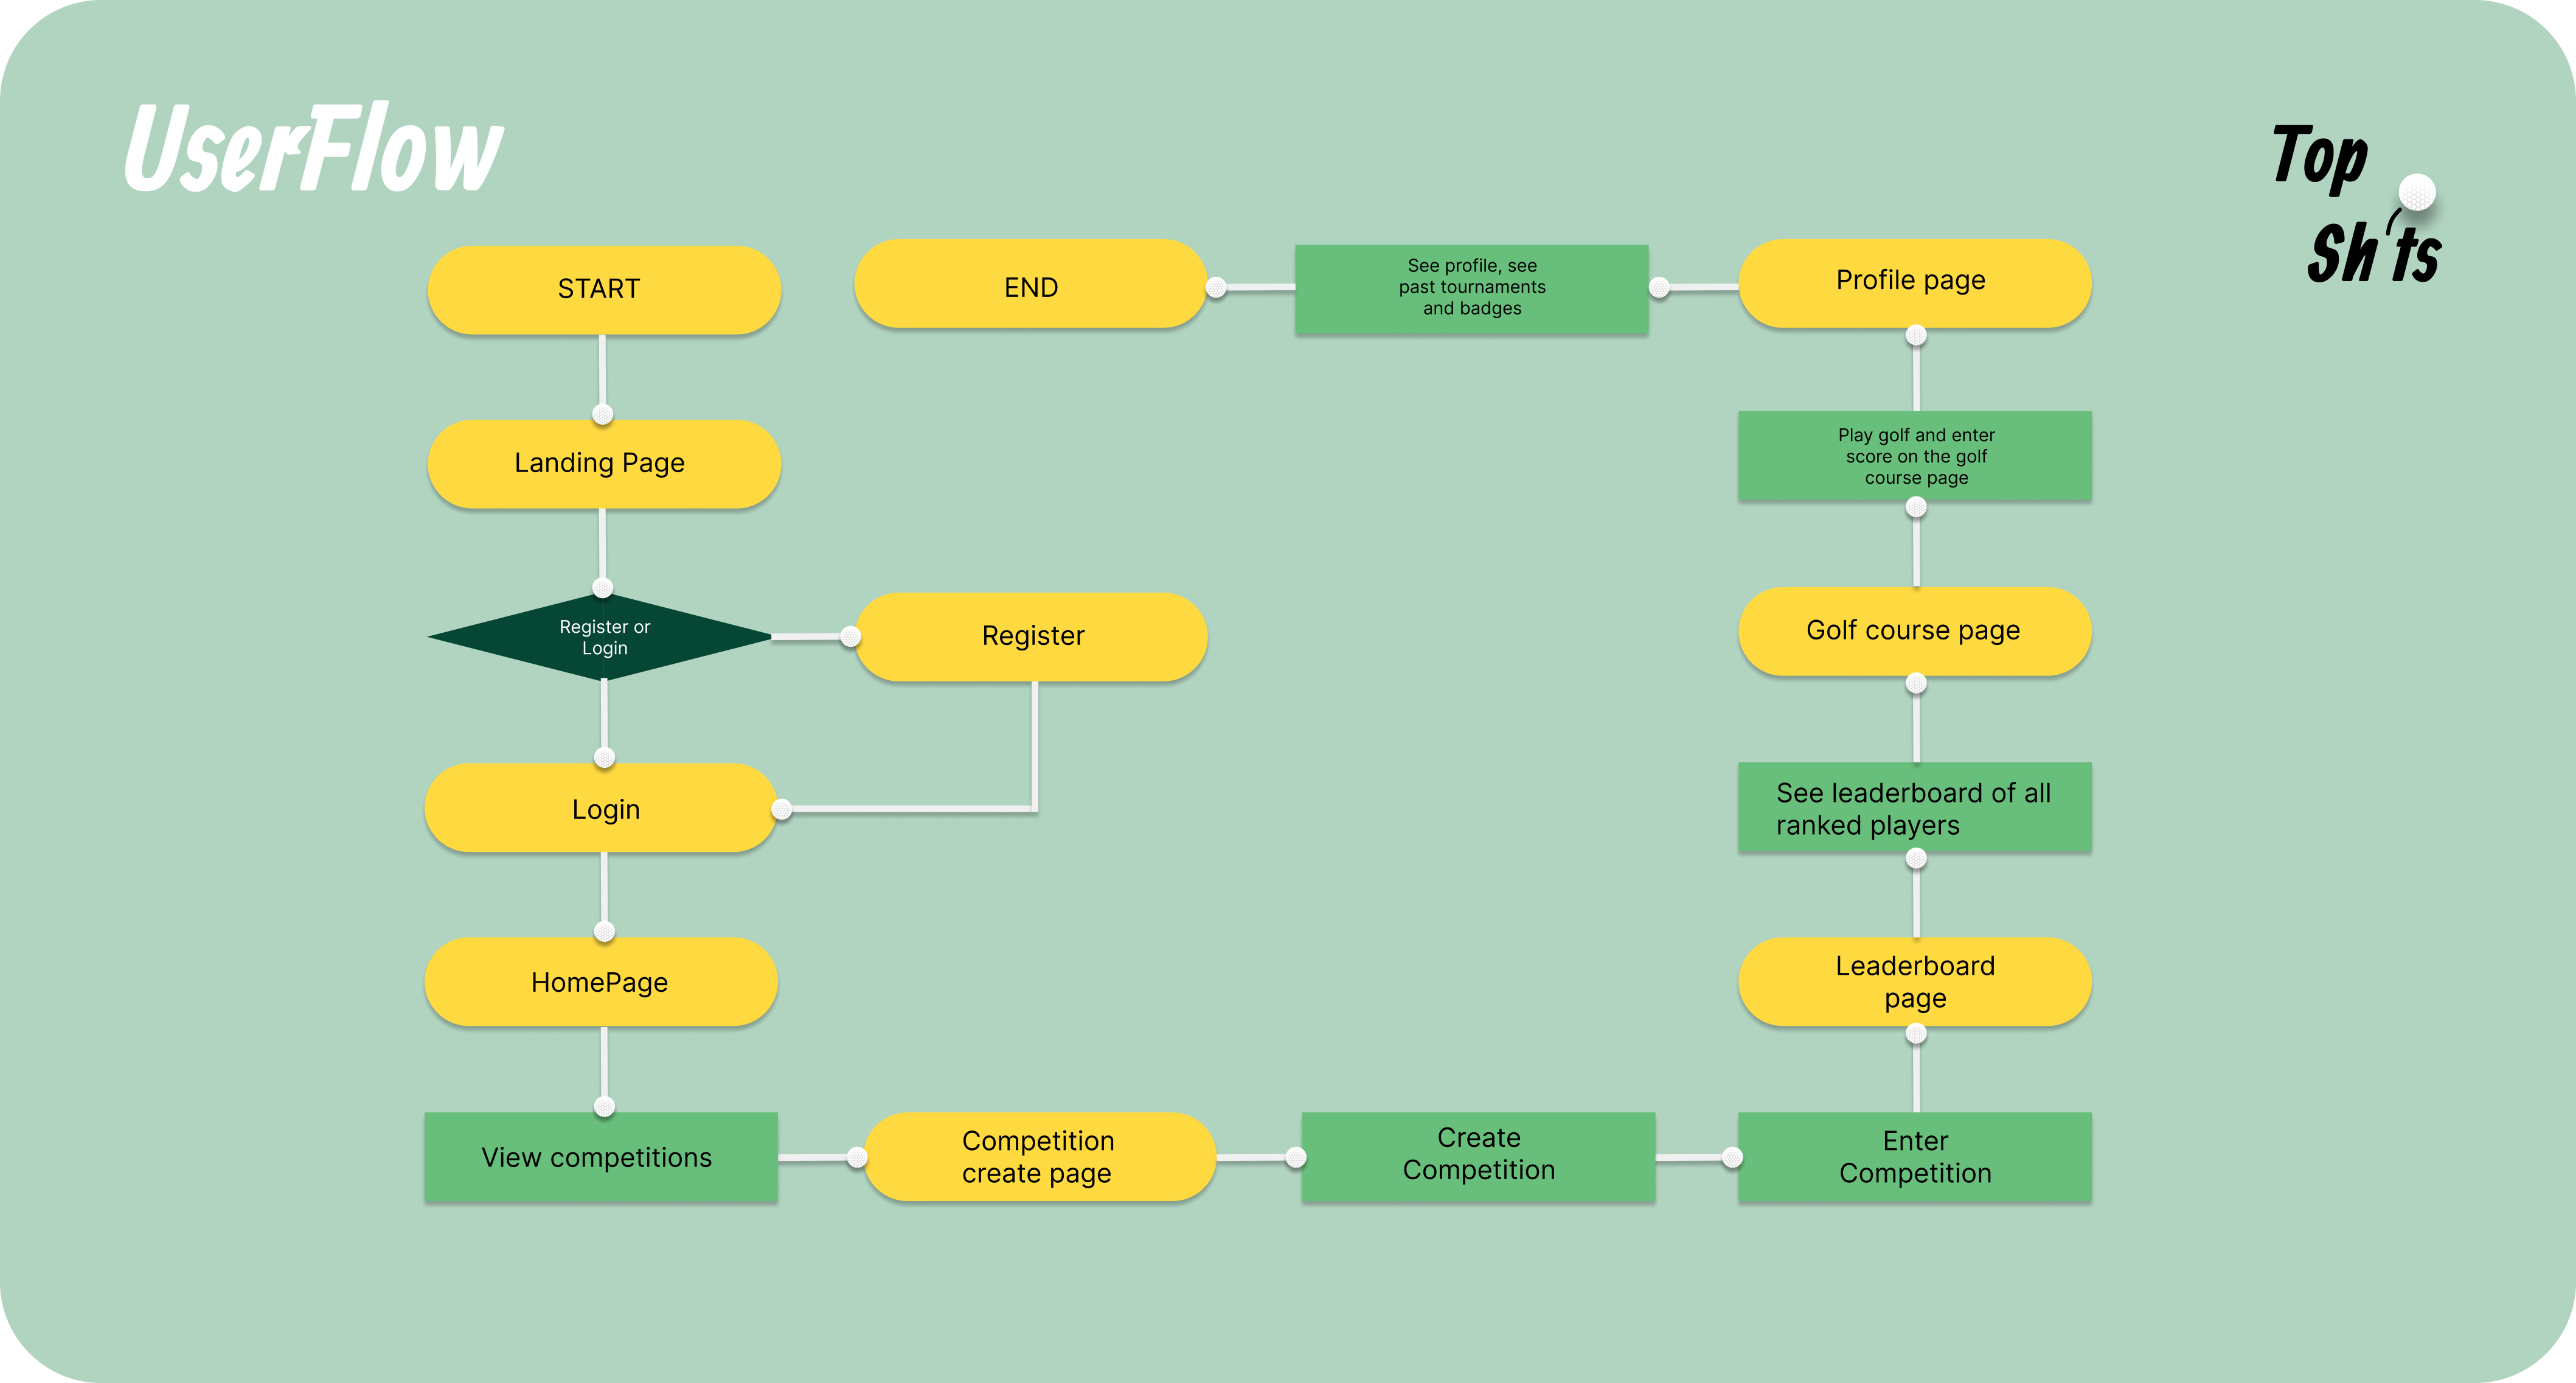 UserFlow
Top
Sh ts
START
END
See profile, see
past tournaments
and badges
Profile page
Landing Page
Play golf and enter
score on the golf
course page
Register or
Login
Register
Golf course page
Login
See leaderboard of all
ranked players
HomePage
Leaderboard
page
View competitions
Competition
create page
Create
Competition
Enter
Competition